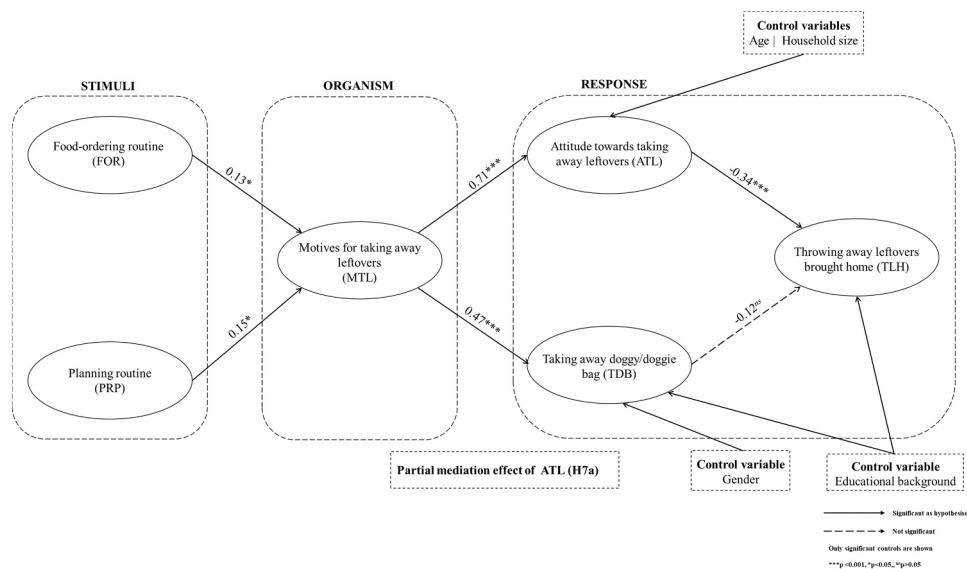 Control variables
Age | Household size
STIMULI
ORGANISM
RESPONSE
Food-ordering routine
(FOR)
Attitude towards taking
away leftovers (ATL)
0.13*
0.71***
-0.34***
Motives for taking away
leftovers
(MTL)
Throwing away leftovers
brought home (TLH)
0.15*
0.47***
-0.12ns
Planning routine
(PRP)
Taking away doggy/doggie
bag (TDB)
Partial mediation effect of ATL (H7a)
Control variable
Gender
Control variable
Educational background
Significant as hypothesise
Not significant
Only significant controls are shown
***p <0.001, *p<0.05,, nsp>0.05